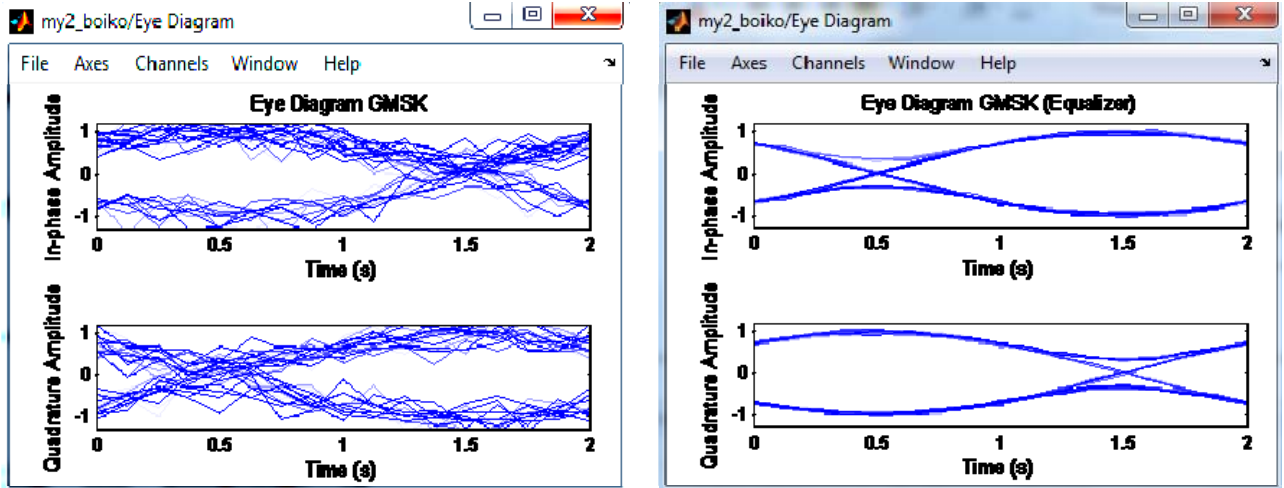 my2_boiko/Eye Diagram
File Axes Channels Window Help
Eye Diagram GMSK
In-phase Amplitude
1
0
-1
0 0.5 1 1.5 2
Time (s)
Quadrature Amplitude
1
0
-1
0 0.5 1 1.5 2
Time (s)
my2_boiko/Eye Diagram
File Axes Channels Window Help
Eye Diagram GMSK (Equalizer)
In-phase Amplitude
1
0
-1
0 0.5 1 1.5 2
Time (s)
Quadrature Amplitude
1
0
-1
0 0.5 1 1.5 2
Time (s)